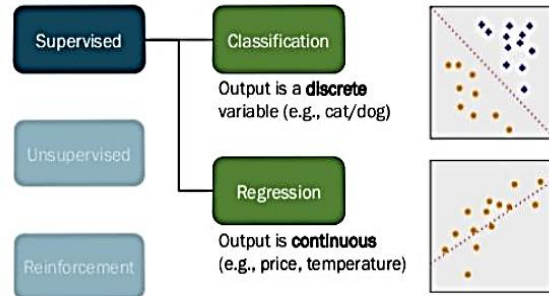 Supervised
Classification
Output is a discrete
variable (e.g., cat/dog)
Unsupervised
Regression
Output is continuous
(e.g., price, temperature)
Reinforcement